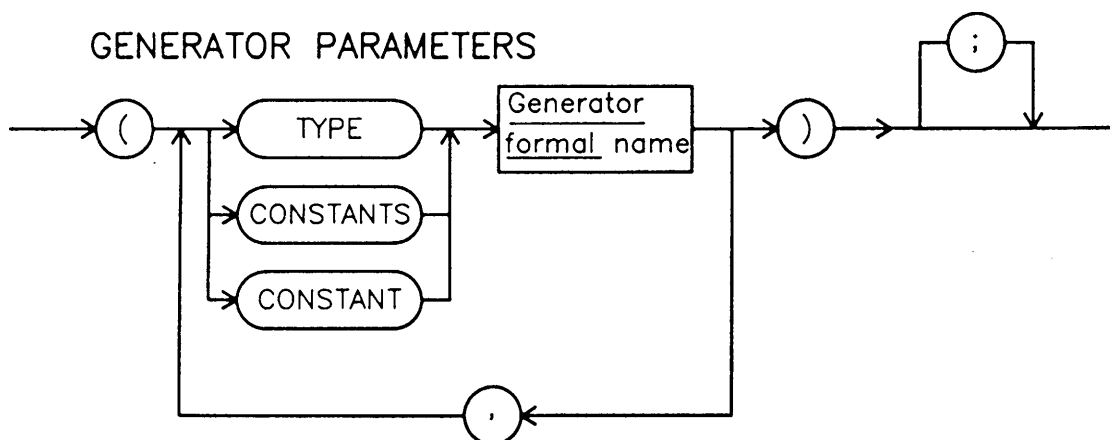 GENERATOR PARAMETERS
;
(
TYPE
Generator
formal name
)
CONSTANTS
CONSTANT
,